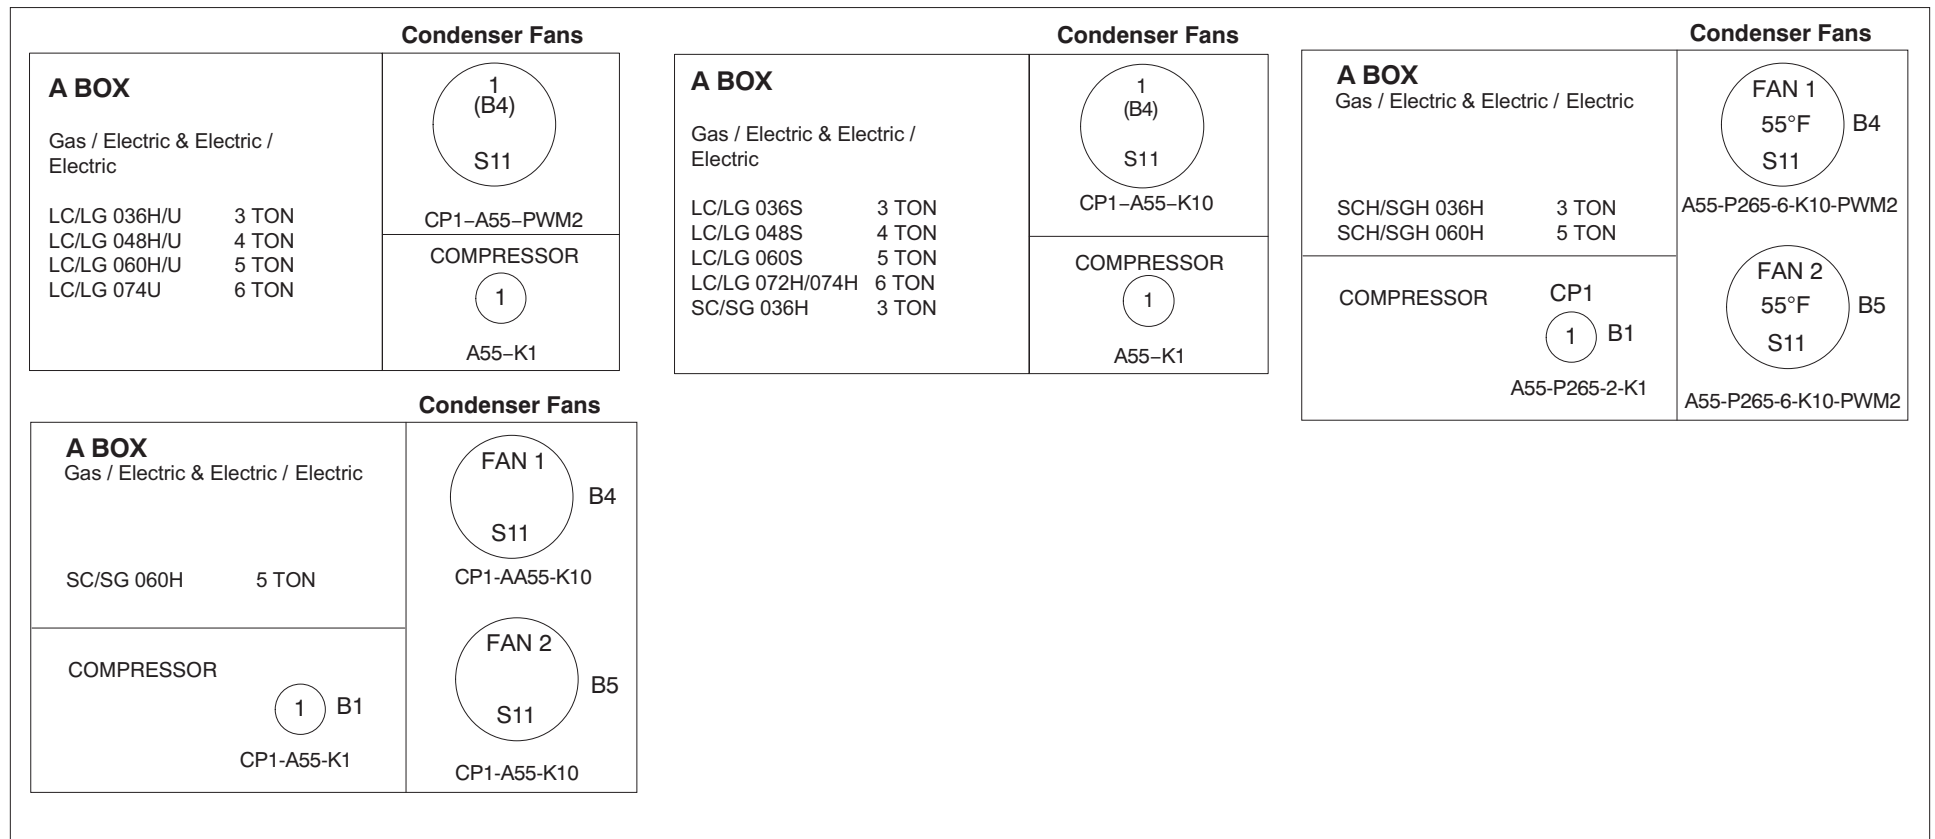 Condenser Fans
A BOX
Gas / Electric & Electric /
Electric
LC/LG 036H/U 3 TON
LC/LG 048H/U 4 TON
LC/LG 060H/U 5 TON
LC/LG 074U 6 TON
1
(B4)
S11
CP1–A55–PWM2
COMPRESSOR
1
A55–K1
Condenser Fans
A BOX
Gas / Electric & Electric /
Electric
LC/LG 036S 3 TON
LC/LG 048S 4 TON
LC/LG 060S 5 TON
LC/LG 072H/074H 6 TON
SC/SG 036H 3 TON
1
(B4)
S11
CP1–A55–K10
COMPRESSOR
1
A55–K1
Condenser Fans
A BOX
Gas / Electric & Electric / Electric
SCH/SGH 036H 3 TON
SCH/SGH 060H 5 TON
COMPRESSOR
CP1
1 B1
A55-P265-2-K1
FAN 1
55°F B4
S11
A55-P265-6-K10-PWM2
FAN 2
55°F B5
S11
A55-P265-6-K10-PWM2
Condenser Fans
A BOX
Gas / Electric & Electric / Electric
SC/SG 060H 5 TON
COMPRESSOR
1 B1
CP1-A55-K1
FAN 1
B4
S11
CP1-AA55-K10
FAN 2
B5
S11
CP1-A55-K10